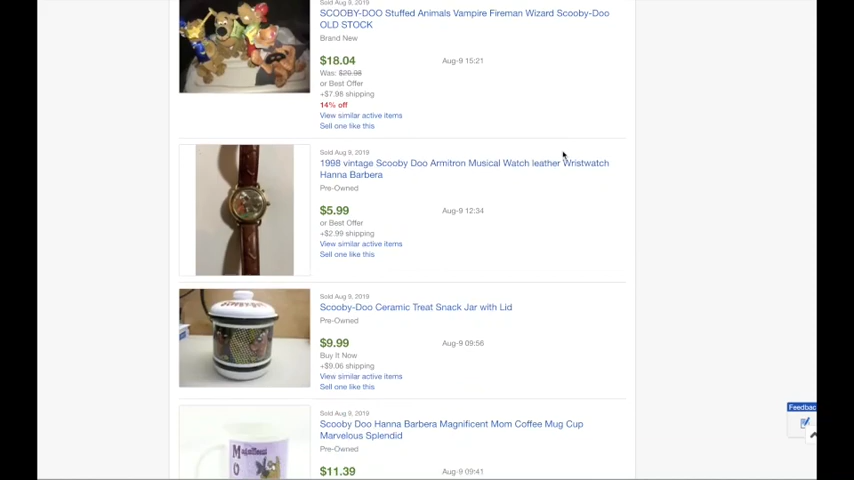 Sold Aug 9, 2019
SCOOBY-DOO Stuffed Animals Vampire Fireman Wizard Scooby-Doo
OLD STOCK
Brand New
$18.04
Aug-9 15:21
Was: $20.98
or Best Offer
+$7.98 shipping
14% off
View similar active items
Sell one like this
Sold Aug 9, 2019
1998 vintage Scooby Doo Armitron Musical Watch leather Wristwatch
Hanna Barbera
Pre-Owned
$5.99
Aug-9 12:34
or Best Offer
+$2.99 shipping
View similar active items
Sell one like this
Sold Aug 9, 2019
Scooby-Doo Ceramic Treat Snack Jar with Lid
Pre-Owned
$9.99
Aug-9 09:56
Buy It Now
+$9.06 shipping
View similar active items
Sell one like this
Feedbac
Sold Aug 9, 2019
Scooby Doo Hanna Barbera Magnificent Mom Coffee Mug Cup
Marvelous Splendid
Pre-Owned
$11.39
Aug-9 09:41